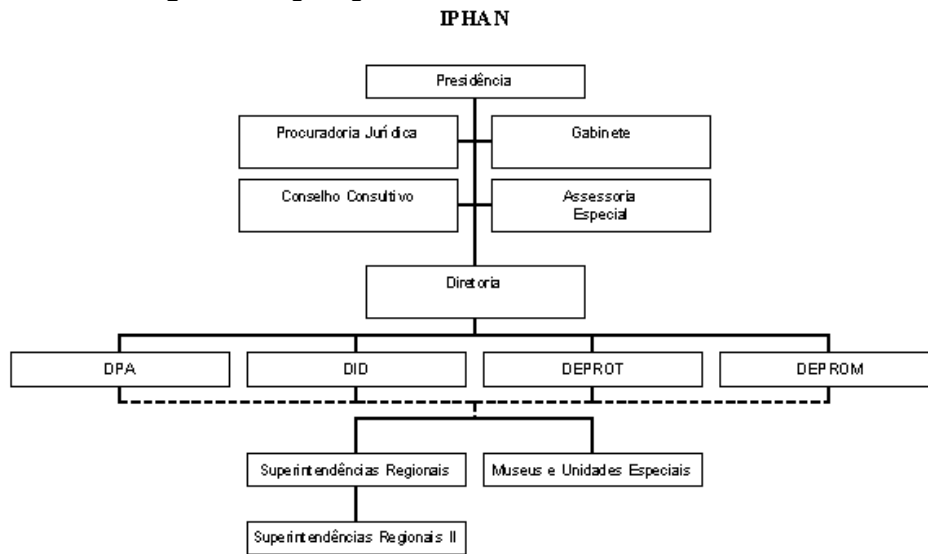 IPHAN
Presidência
Procuradoria Jurídica
Gabinete
Conselho Consultivo
Assessoria
Especial
Diretoria
DPA
DID
DEPROT
DEPROM
Superintendências Regionais
Museus e Unidades Especiais
Superintendências Regionais II